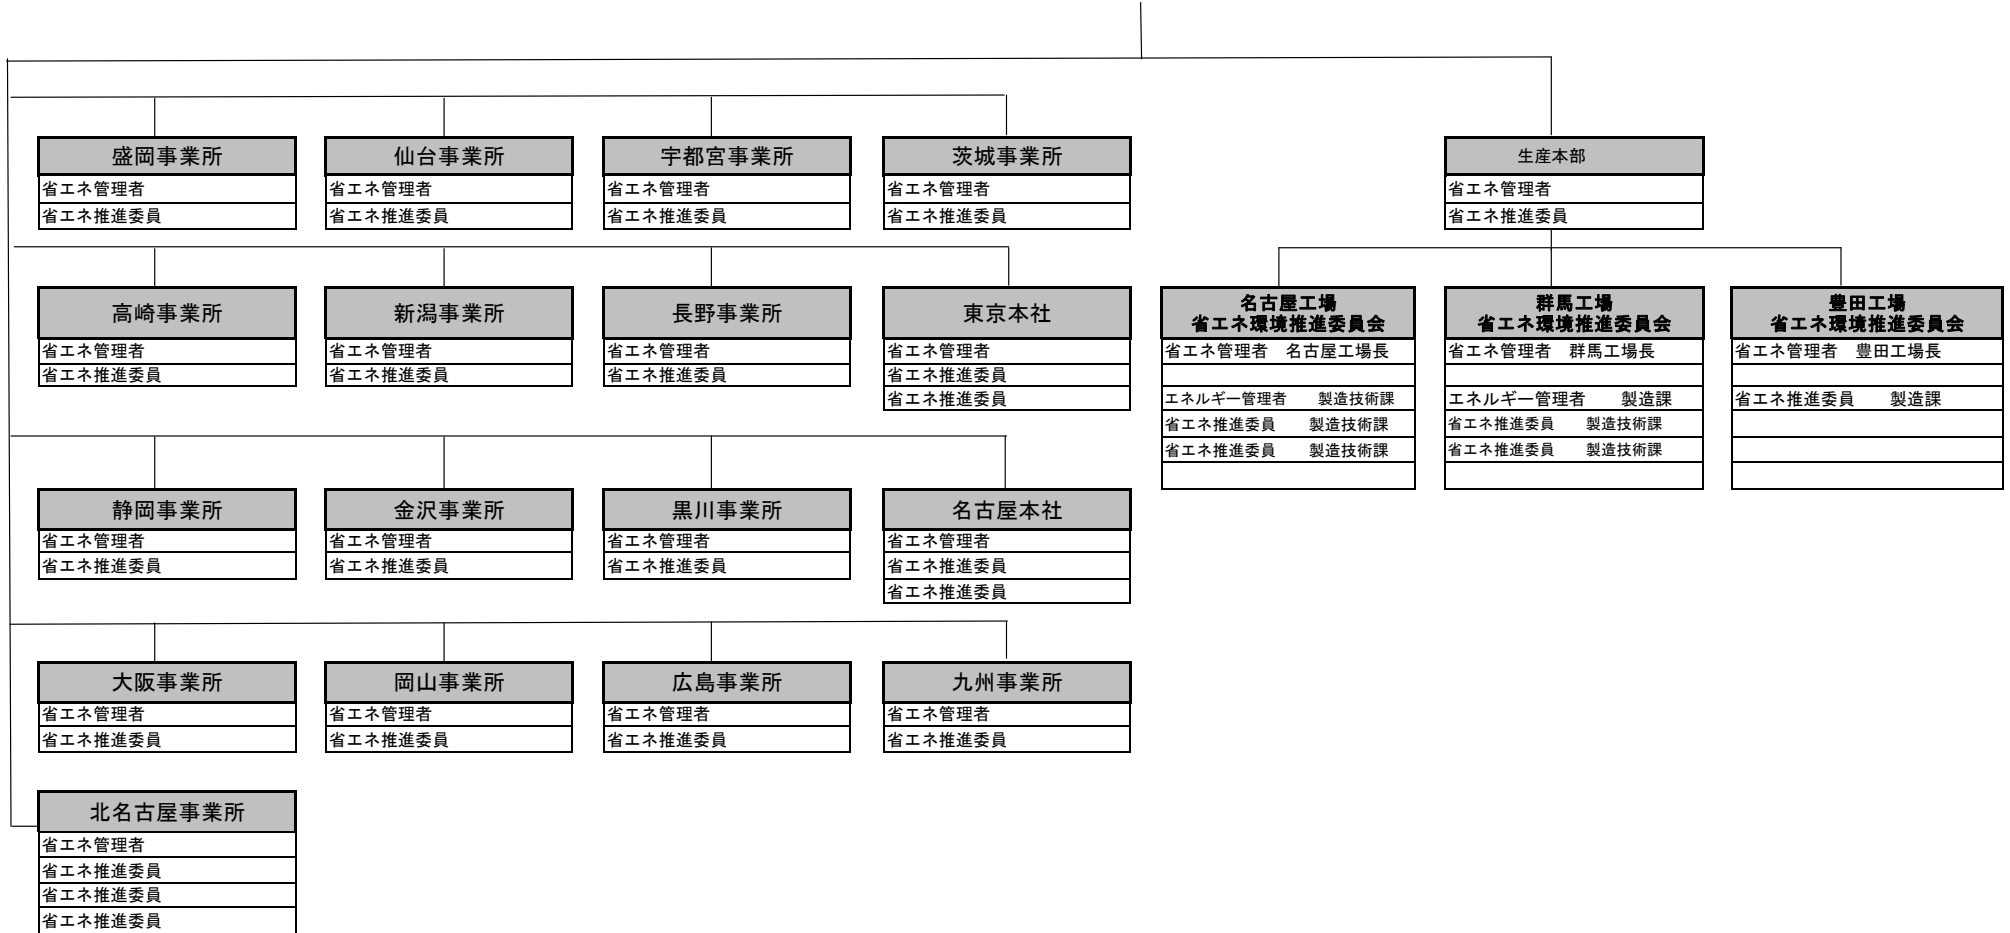 盛岡事業所
省エネ管理者
省エネ推進委員
仙台事業所
省エネ管理者
省エネ推進委員
宇都宮事業所
省エネ管理者
省エネ推進委員
茨城事業所
省エネ管理者
省エネ推進委員
生産本部
省エネ管理者
省エネ推進委員
高崎事業所
省エネ管理者
省エネ推進委員
新潟事業所
省エネ管理者
省エネ推進委員
長野事業所
省エネ管理者
省エネ推進委員
東京本社
省エネ管理者
省エネ推進委員
省エネ推進委員
名古屋工場
省エネ環境推進委員会
省エネ管理者 名古屋工場長
エネルギー管理者 製造技術課
省エネ推進委員 製造技術課
省エネ推進委員 製造技術課
群馬工場
省エネ環境推進委員会
省エネ管理者 群馬工場長
エネルギー管理者 製造課
省エネ推進委員 製造技術課
省エネ推進委員 製造技術課
豊田工場
省エネ環境推進委員会
省エネ管理者 豊田工場長
省エネ推進委員 製造課
静岡事業所
省エネ管理者
省エネ推進委員
金沢事業所
省エネ管理者
省エネ推進委員
黒川事業所
省エネ管理者
省エネ推進委員
名古屋本社
省エネ管理者
省エネ推進委員
省エネ推進委員
大阪事業所
省エネ管理者
省エネ推進委員
岡山事業所
省エネ管理者
省エネ推進委員
広島事業所
省エネ管理者
省エネ推進委員
九州事業所
省エネ管理者
省エネ推進委員
北名古屋事業所
省エネ管理者
省エネ推進委員
省エネ推進委員
省エネ推進委員